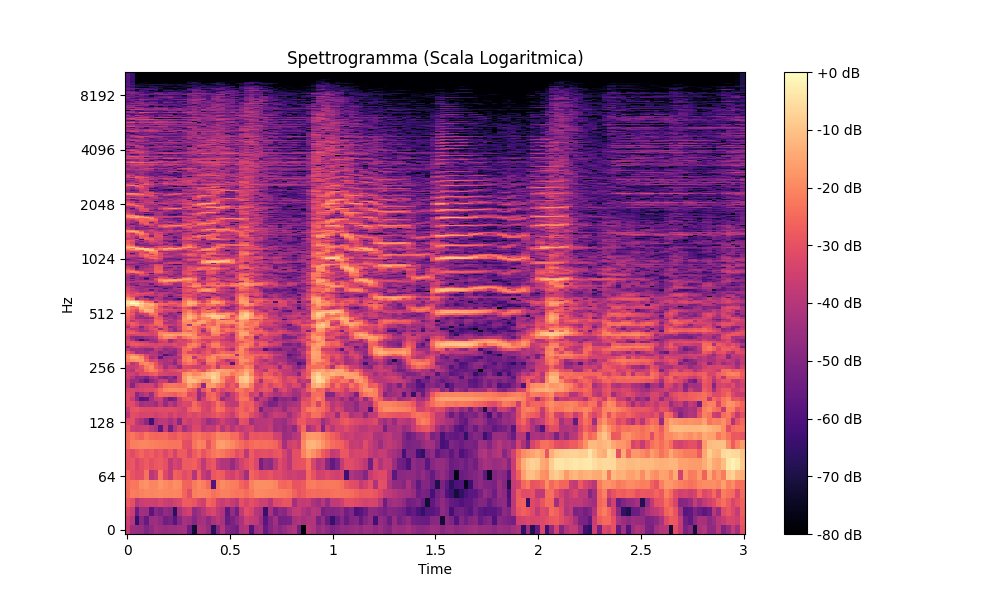 Spettrogramma (Scala Logaritmica)
Hz
8192
4096
2048
1024
512
256
128
64
0
0 0.5 1 1.5 2 2.5 3
Time
+0 dB
-10 dB
-20 dB
-30 dB
-40 dB
-50 dB
-60 dB
-70 dB
-80 dB